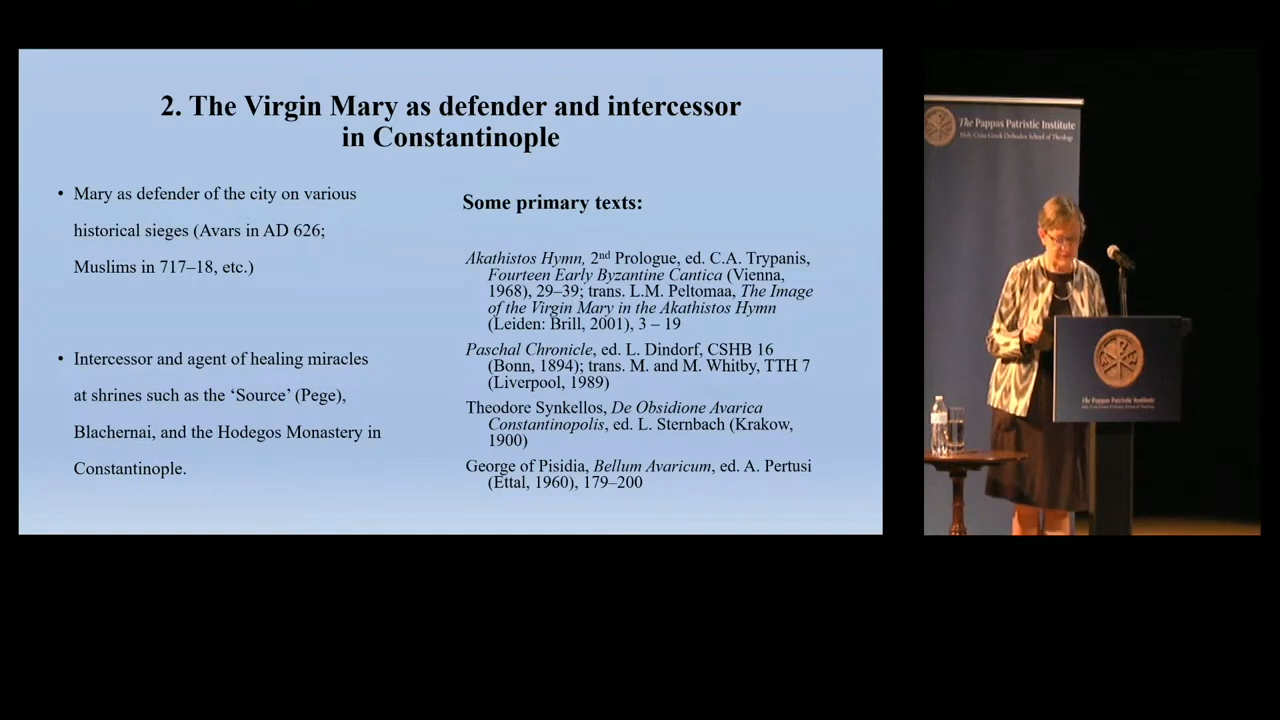 2. The Virgin Mary as defender and intercessor
in Constantinople
• Mary as defender of the city on various
historical sieges (Avars in AD 626;
Muslims in 717–18, etc.)
• Intercessor and agent of healing miracles
at shrines such as the ‘Source’ (Pege),
Blachernai, and the Hodegos Monastery in
Constantinople.
Some primary texts:
Akathistos Hymn, 2nd Prologue, ed. C.A. Trypanis,
Fourteen Early Byzantine Cantica (Vienna,
1968), 29–39; trans. L.M. Peltomaa, The Image
of the Virgin Mary in the Akathistos Hymn
(Leiden: Brill, 2001), 3 – 19
Paschal Chronicle, ed. L. Dindorf, CSHB 16
(Bonn, 1894); trans. M. and M. Whitby, TTH 7
(Liverpool, 1989)
Theodore Synkellos, De Obsidione Avarica
Constantinopolis, ed. L. Sternbach (Krakow,
1900)
George of Pisidia, Bellum Avaricum, ed. A. Pertusi
(Ettal, 1960), 179–200
The Pappas Patristic Institute
Holy Cross Greek Orthodox School of Theology
The Pappas Patristic Institute